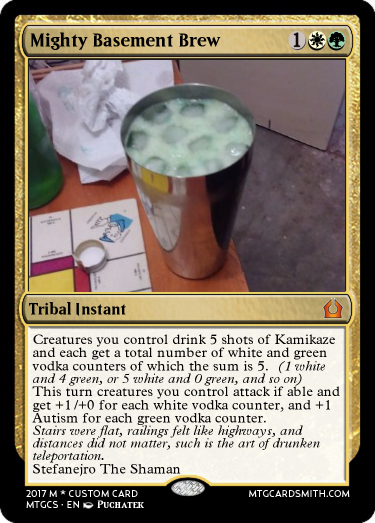 Mighty Basement Brew 1
Tribal Instant
Creatures you control drink 5 shots of Kamikaze
and each get a total number of white and green
vodka counters of which the sum is 5. (1 white
and 4 green, or 5 white and 0 green, and so on)
This turn creatures you control attack if able and
get +1/+0 for each white vodka counter, and +1
Autism for each green vodka counter.
Stairs were flat, railings felt like highways, and
distances did not matter, such is the art of drunken
teleportation.
Stefanejro The Shaman
2017 M * CUSTOM CARD
MTGCS • EN PUCHATEK
MTGCARDSMITH.COM